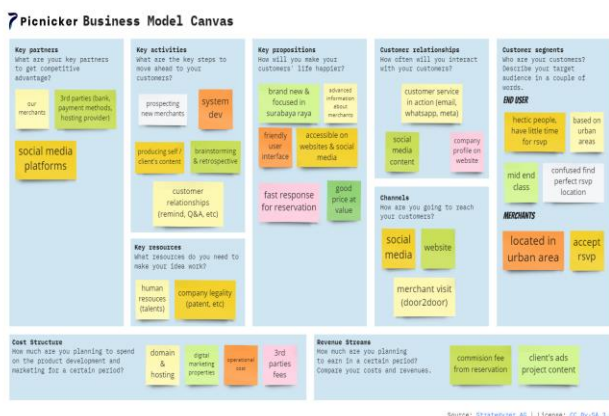 Picnicker Business Model Canvas
Key partners
What are your key partners
to get competitive
advantage?
our
merchants
3rd parties (bank,
payment methods,
hosting provider)
social media
platforms
Key activities
What are the key steps to
move ahead to your
customers?
prospecting
new merchants
system
dev
producing self /
client's content
brainstorming
& retrospective
customer
relationships
(remind, Q&A, etc)
Key resources
What resources do you need to
make your idea work?
human
resouces
(talents)
company legality
(patent, etc)
Key propositions
How will you make your
customers' life happier?
brand new &
focused in
surabaya raya
advanced
information
about
merchants
friendly
user
interface
accessible on
websites & social
media
fast response
for reservation
good
price at
value
Customer relationships
How often will you interact
with your customers?
customer service
in action (email,
whatsapp, meta)
social
media
content
company
profile on
website
Channels
How are you going to reach
your customers?
social
media
website
merchant visit
(door2door)
Customer segments
Who are your customers?
Describe your target
audience in a couple of
words.
END USER
hectic people,
have little time
for rsvp
based on
urban
areas
mid end
class
confused find
perfect rsvp
location
MERCHANTS
located in
urban area
accept
rsvp
Cost Structure
How much are you planning to spend
on the product development and
marketing for a certain period?
domain
&
hosting
digital
marketing
properties
operational
cost
3rd
parties
fees
Revenue Streams
How much are you planning
to earn in a certain period?
Compare your costs and revenues.
commision fee
from reservation
client's ads
project content
Source: Strategyzer AG | License: CC By-SA 3